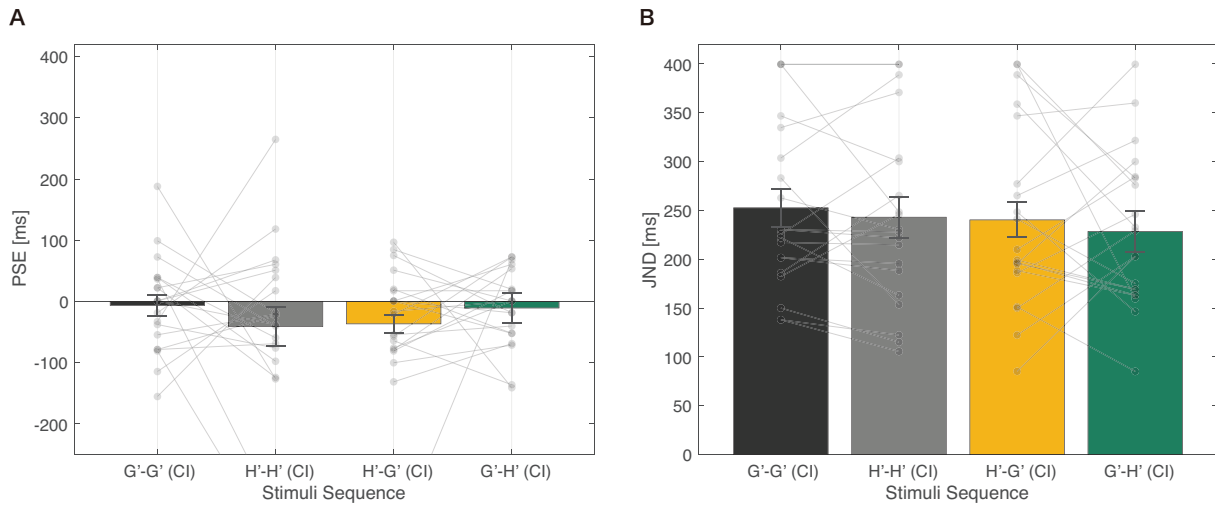 A
PSE [ms]
400
300
200
100
0
-100
-200
G’-G’ (CI) H’-H’ (CI) H’-G’ (CI) G’-H’ (CI)
Stimuli Sequence
B
JND [ms]
400
350
300
250
200
150
100
50
0
G’-G’ (CI) H’-H’ (CI) H’-G’ (CI) G’-H’ (CI)
Stimuli Sequence